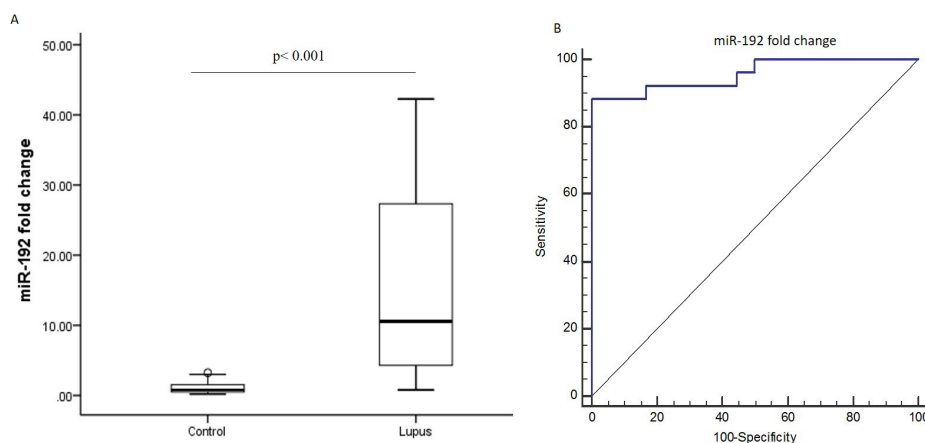 A
p< 0.001
50.00
40.00
30.00
20.00
10.00
.00
miR-192 fold change
Control
Lupus
B
miR-192 fold change
100
80
60
40
20
0
Sensitivity
0
20
40
60
80
100
100-Specificity